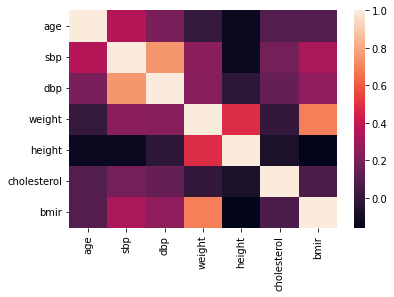 age
sbp
dbp
weight
height
cholesterol
bmir
age
sbp
dbp
weight
height
cholesterol
bmir
1.0
0.8
0.6
0.4
0.2
0.0